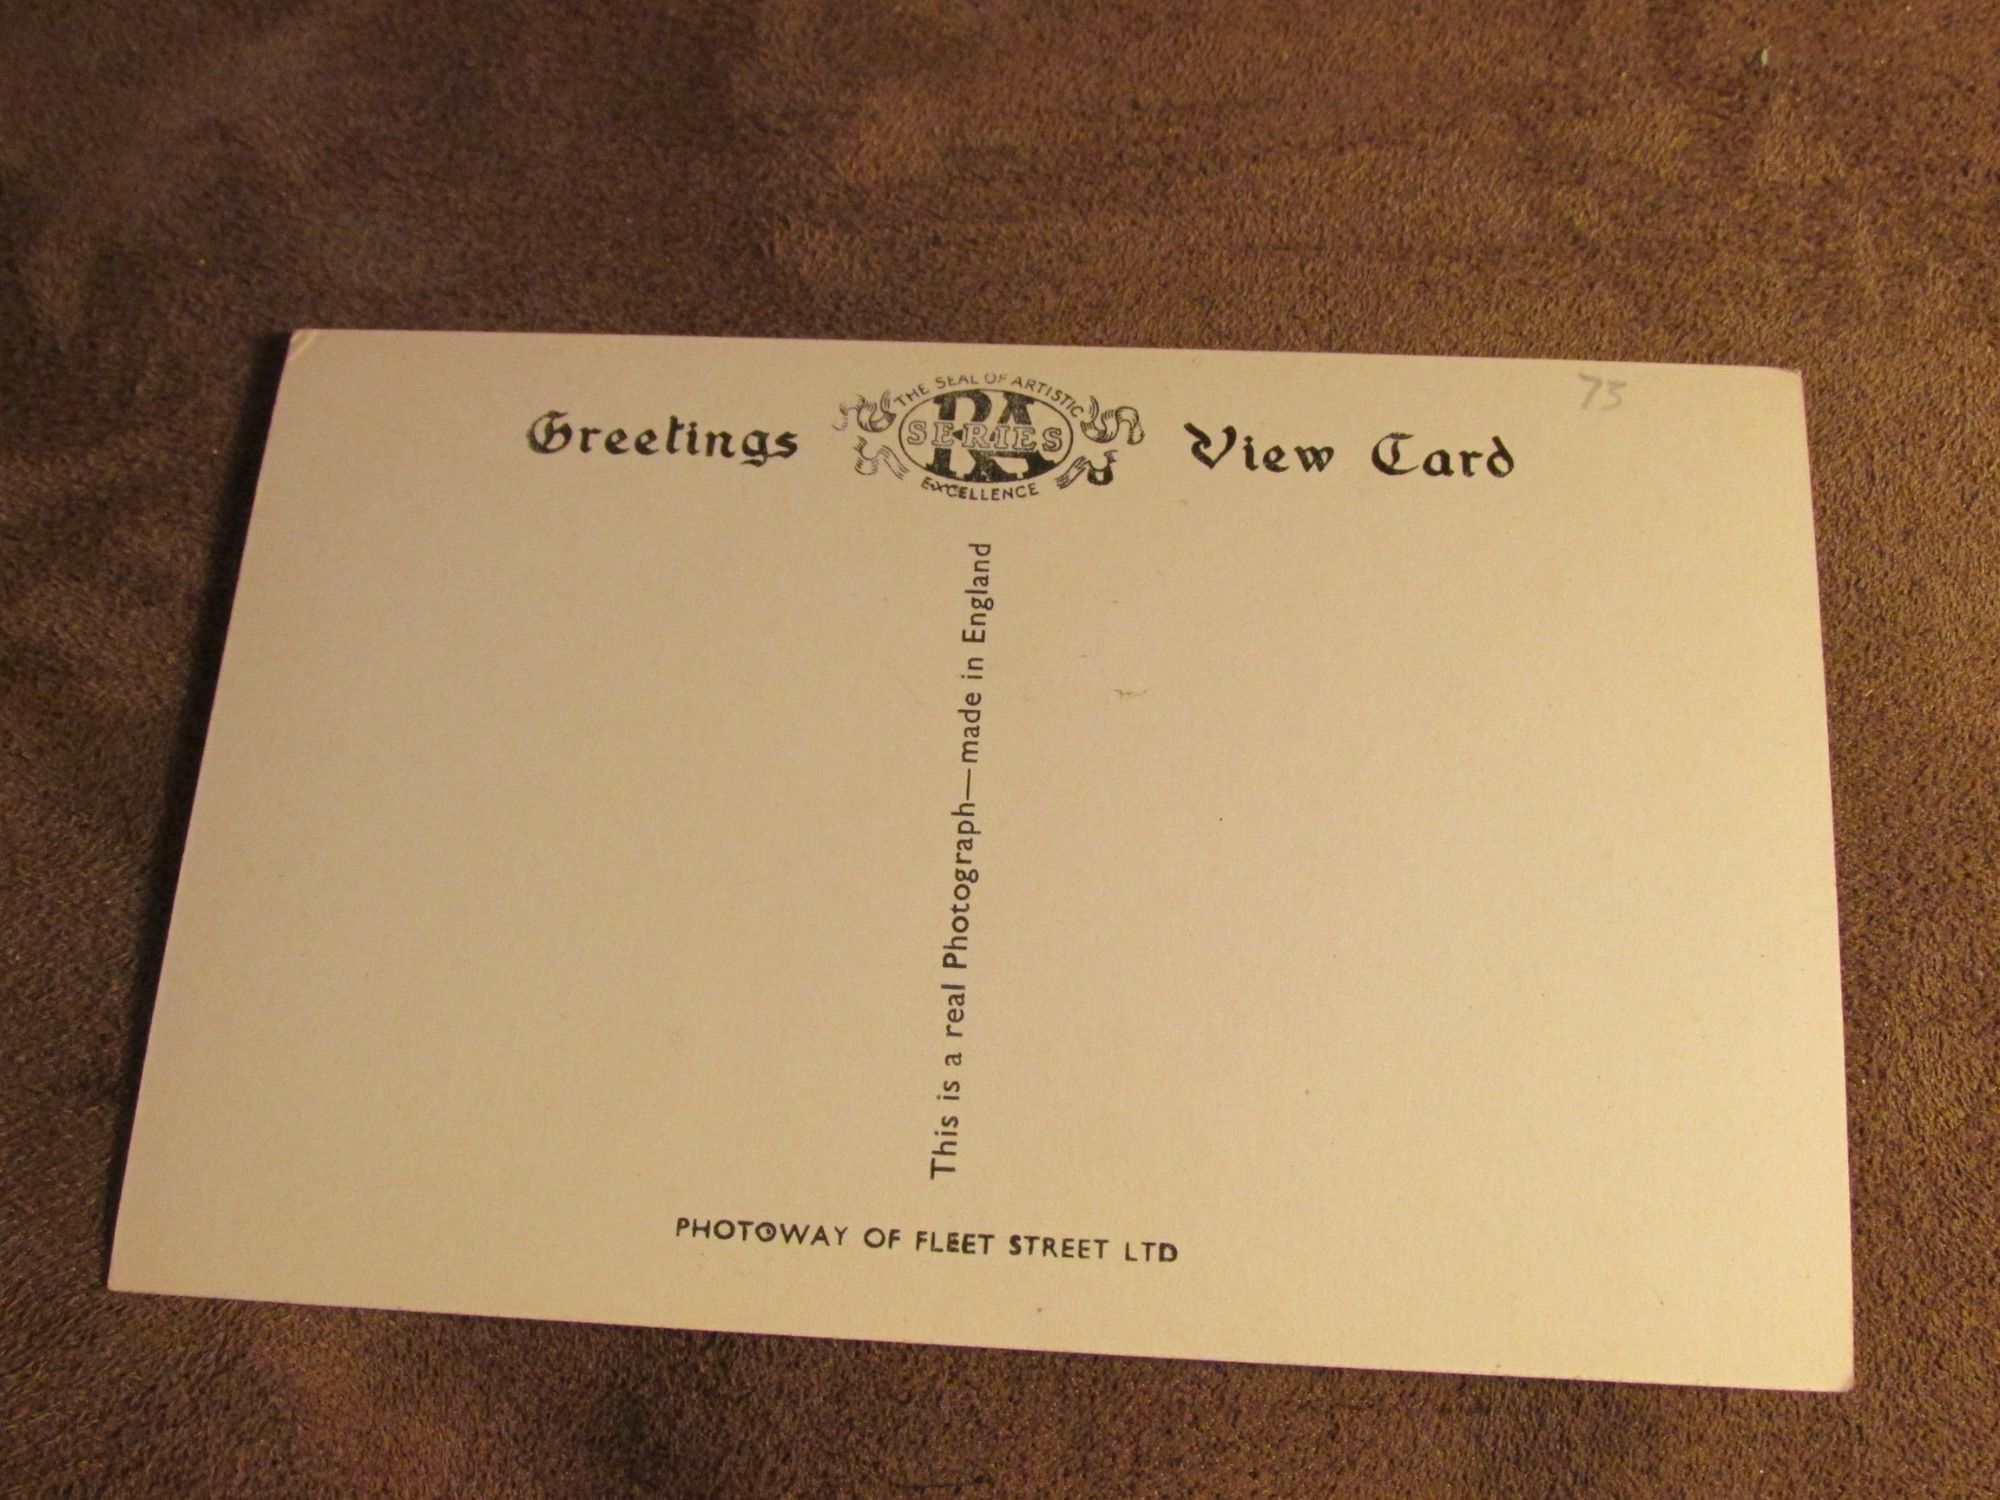 Greetings
THE SEAL OF ARTISTIC
RA
SERIES
EXCELLENCE
View Card
75
This is a real Photograph—made in England
PHOTOWAY OF FLEET STREET LTD